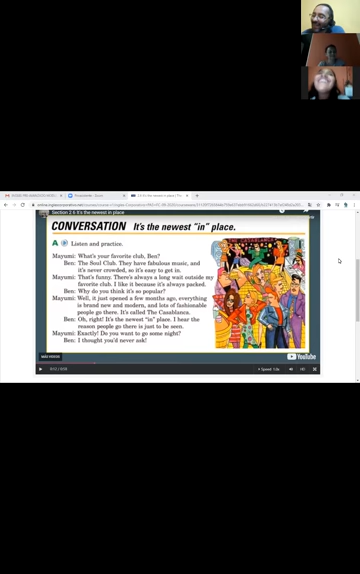 Section 2.5 It's the newest in place
CONVERSATION It's the newest "in" place.
A Listen and practice.
Mayumi: What's your favorite club, Ben?
Ben: The Soul Club. They have fabulous music, and
it's never crowded, so it's easy to get in.
Mayumi: That's funny. There's always a long wait outside my
favorite club. I like it because it's always packed.
Ben: Why do you think it's so popular?
Mayumi: Well, it just opened a few months ago, everything
is brand new and modern, and lots of fashionable
people go there. It's called The Casablanca.
Ben: Oh, right! It's the newest "in" place. I hear the
reason people go there is just to be seen.
Mayumi: Exactly! Do you want to go some night?
Ben: I thought you'd never ask!
THE CASABLANCA
MÁS VIDEOS
YouTube
Speed